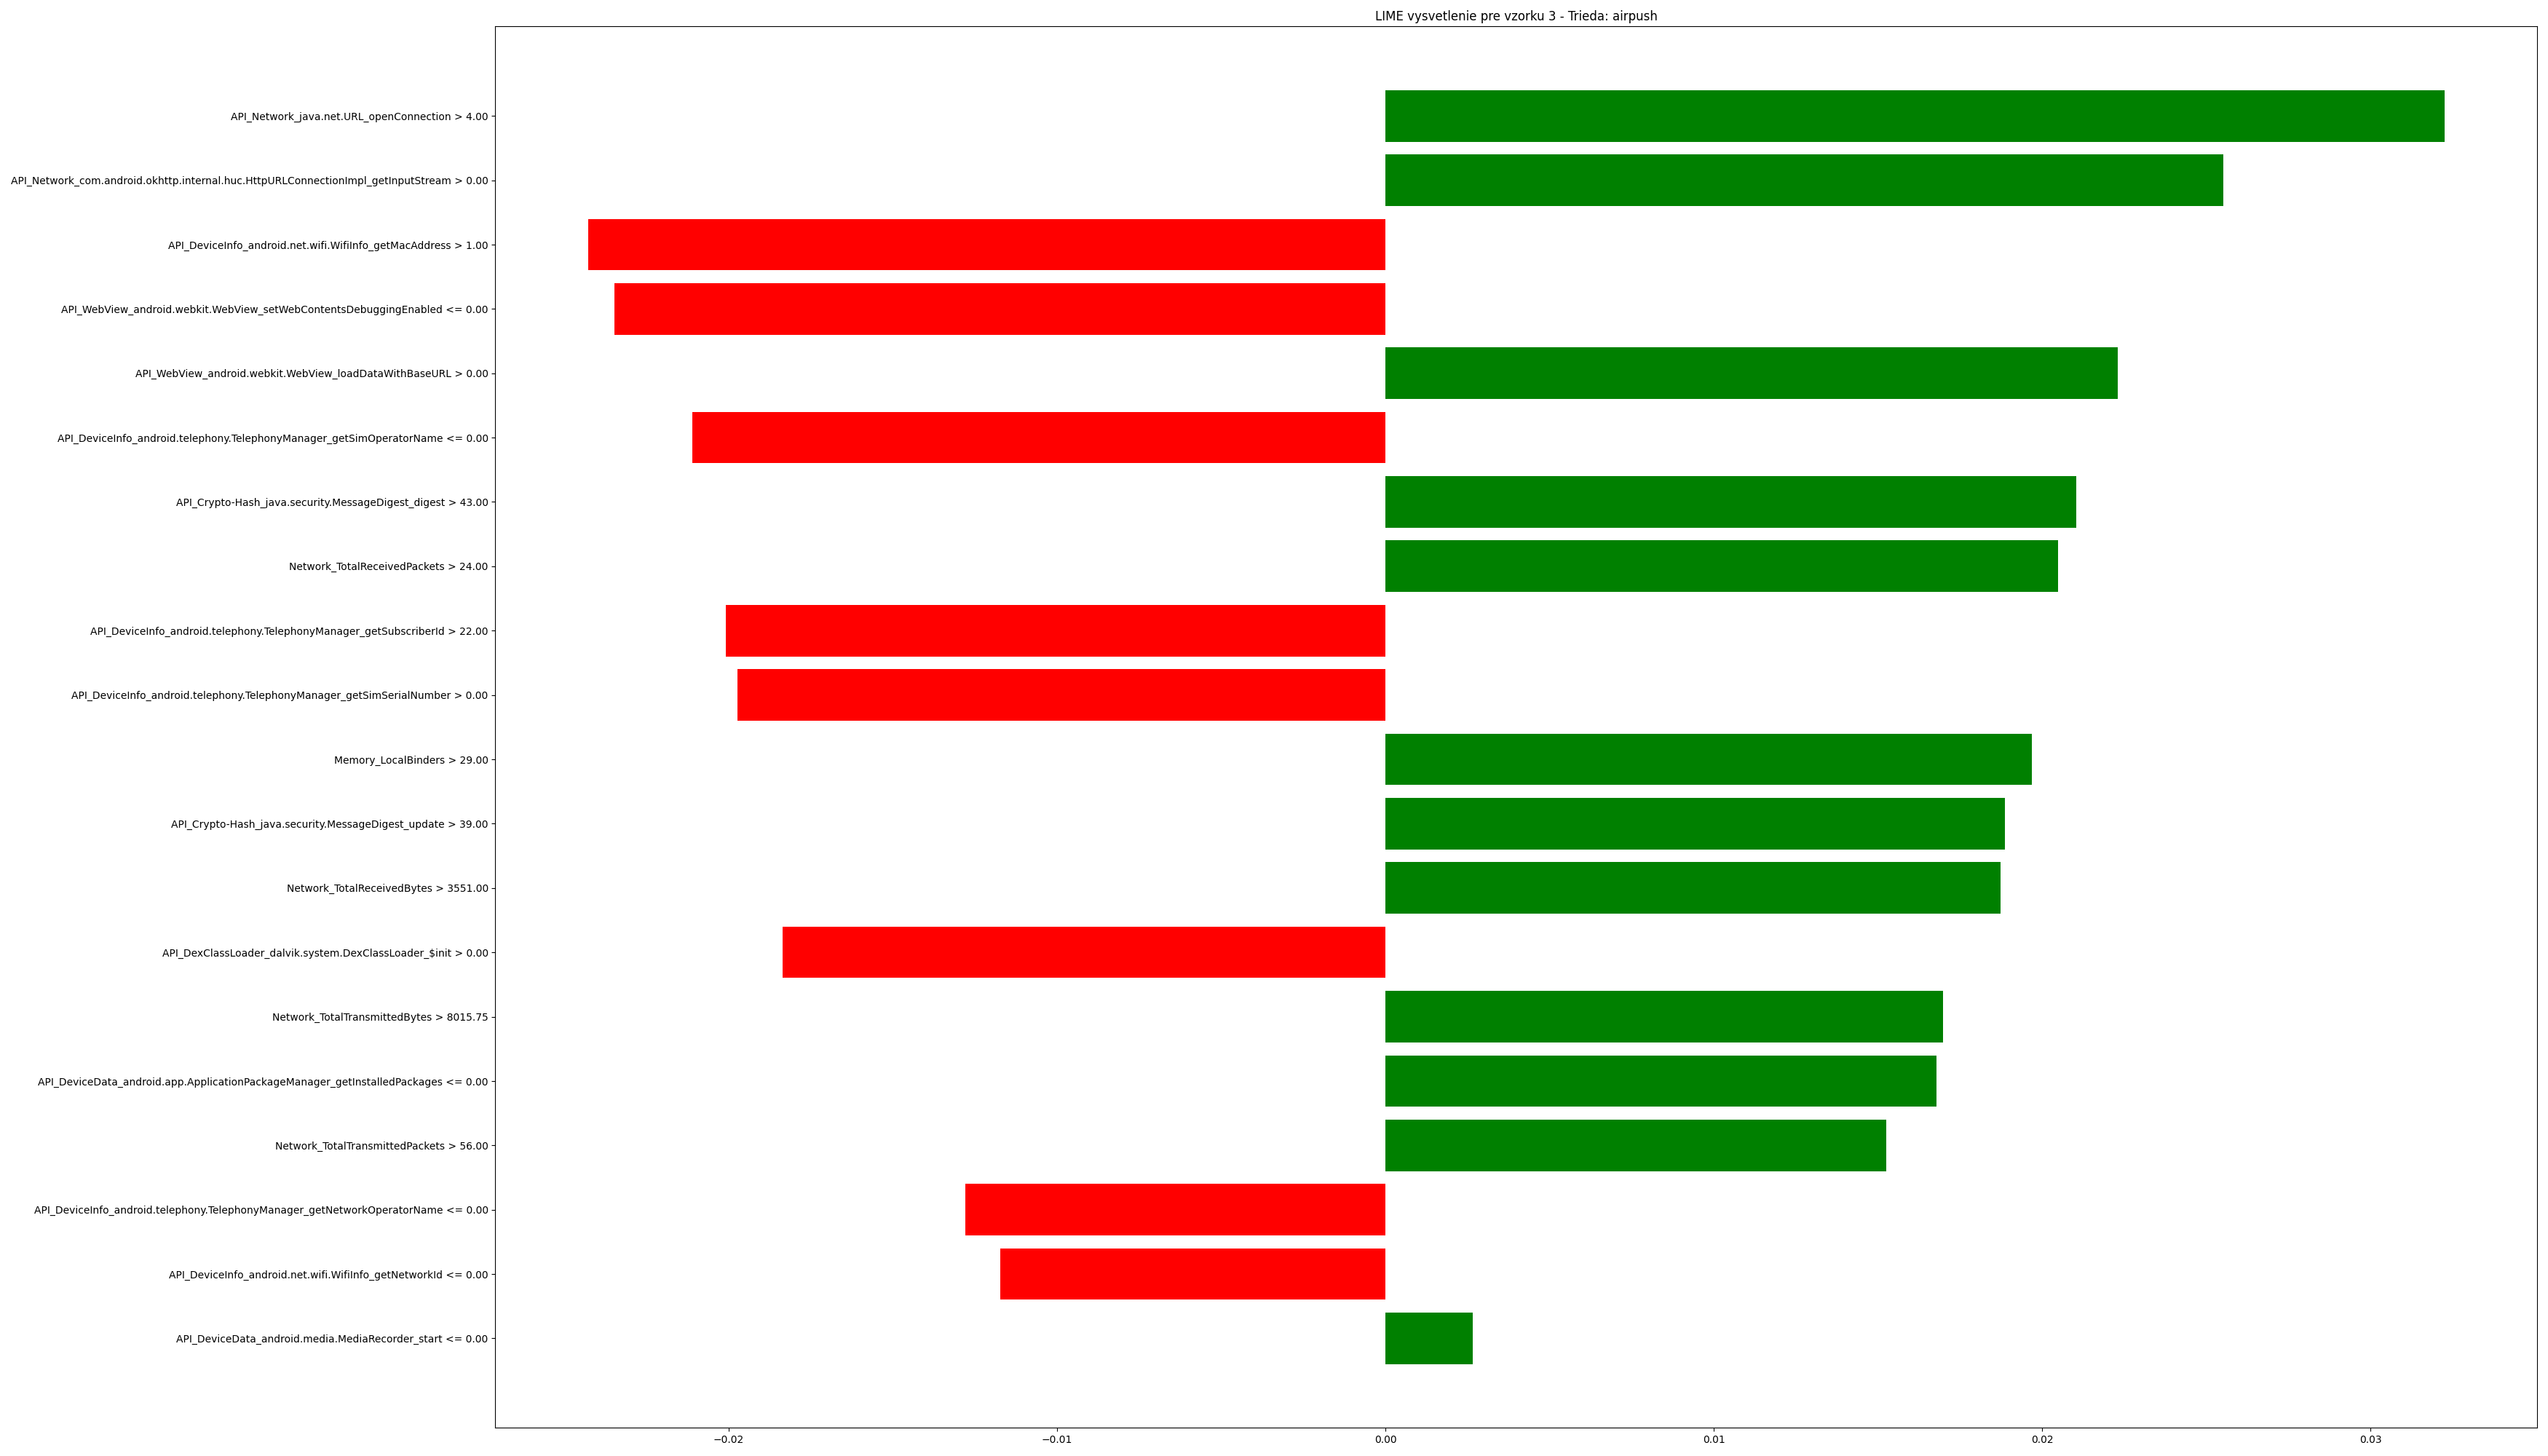 LIME vysvetlenie pre vzorku 3 - Trieda: airpush
API_Network_java.net.URL_openConnection > 4.00
API_Network_com.android.okhttp.internal.huc.HttpURLConnectionImpl_getInputStream > 0.00
API_DeviceInfo_android.net.wifi.WifiInfo_getMacAddress > 1.00
API_WebView_android.webkit.WebView_setWebContentsDebuggingEnabled <= 0.00
API_WebView_android.webkit.WebView_loadDataWithBaseURL > 0.00
API_DeviceInfo_android.telephony.TelephonyManager_getSimOperatorName <= 0.00
API_Crypto-Hash_java.security.MessageDigest_digest > 43.00
Network_TotalReceivedPackets > 24.00
API_DeviceInfo_android.telephony.TelephonyManager_getSubscriberId > 22.00
API_DeviceInfo_android.telephony.TelephonyManager_getSimSerialNumber > 0.00
Memory_LocalBinders > 29.00
API_Crypto-Hash_java.security.MessageDigest_update > 39.00
Network_TotalReceivedBytes > 3551.00
API_DexClassLoader_dalvik.system.DexClassLoader_$init > 0.00
Network_TotalTransmittedBytes > 8015.75
API_DeviceData_android.app.ApplicationPackageManager_getInstalledPackages <= 0.00
Network_TotalTransmittedPackets > 56.00
API_DeviceInfo_android.telephony.TelephonyManager_getNetworkOperatorName <= 0.00
API_DeviceInfo_android.net.wifi.WifiInfo_getNetworkId <= 0.00
API_DeviceData_android.media.MediaRecorder_start <= 0.00
−0.02 −0.01 0.00 0.01 0.02 0.03